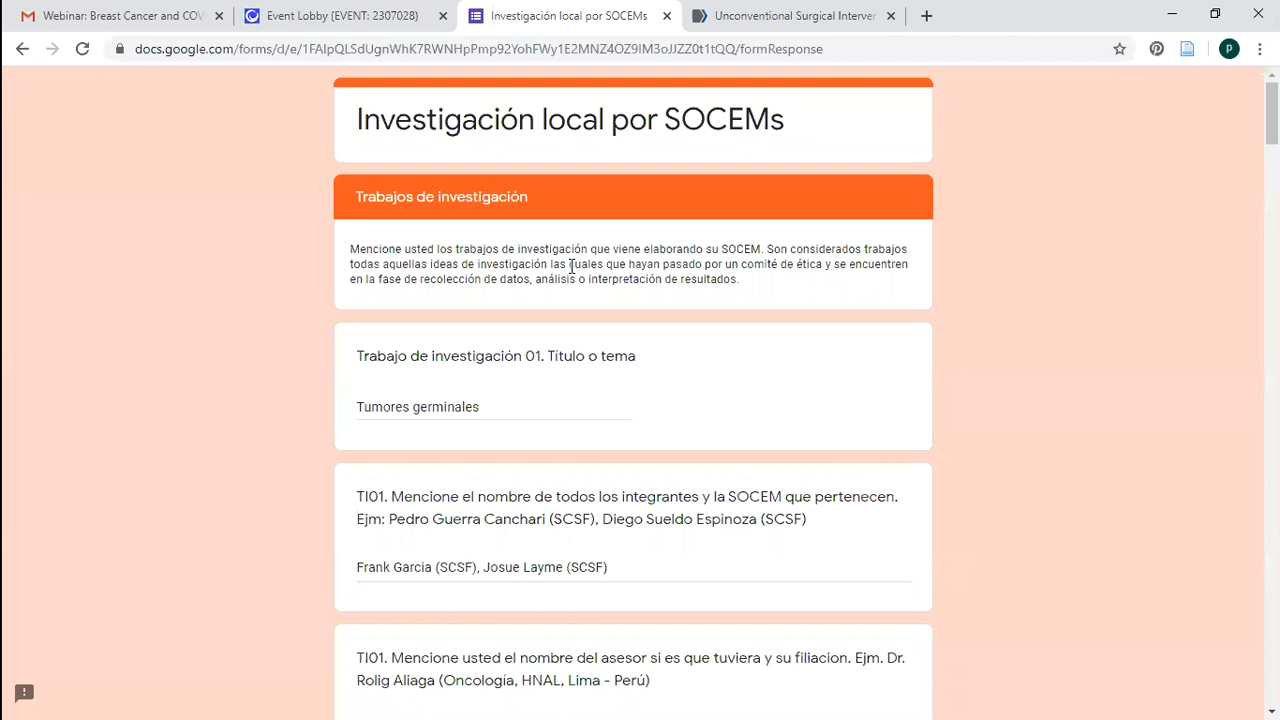 Webinar: Breast Cancer and COV
Event Lobby (EVENT: 2307028)
Investigación local por SOCEMs
Unconventional Surgical Interver
docs.google.com/forms/d/e/
/formResponse
Investigación local por SOCEMs
Trabajos de investigación
Mencione usted los trabajos de investigación que viene elaborando su SOCEM. Son considerados trabajos
todas aquellas ideas de investigación las cuales que hayan pasado por un comité de ética y se encuentren
en la fase de recolección de datos, análisis o interpretación de resultados.
Trabajo de investigación 01. Título o tema
Tumores germinales
TI01. Mencione el nombre de todos los integrantes y la SOCEM que pertenecen.
Ejm: Pedro Guerra Canchari (SCSF), Diego Sueldo Espinoza (SCSF)
Frank Garcia (SCSF), Josue Layme (SCSF)
TI01. Mencione usted el nombre del asesor si es que tuviera y su filiacion. Ejm. Dr.
Rolig Aliaga (Oncologia, HNAL, Lima - Perú)